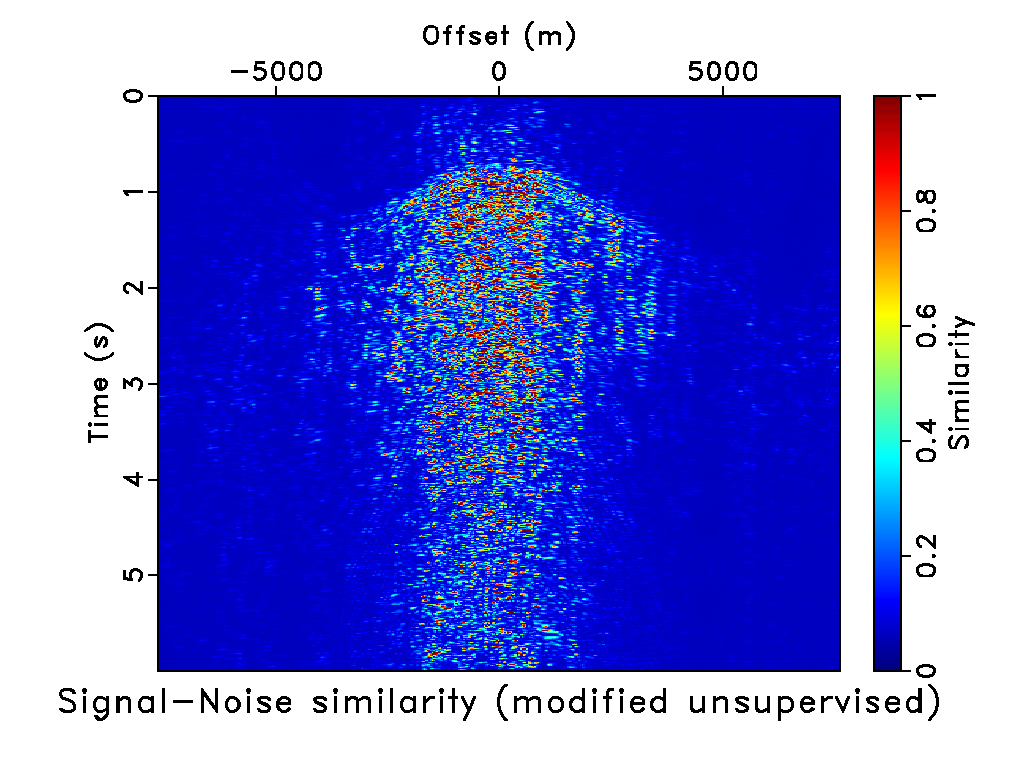 Offset (m)
−5000 0 5000
0
1
2
3
4
5
Time (s)
1
0.8
0.6
0.4
0.2
0
Similarity
Signal−Noise similarity (modified unsupervised)